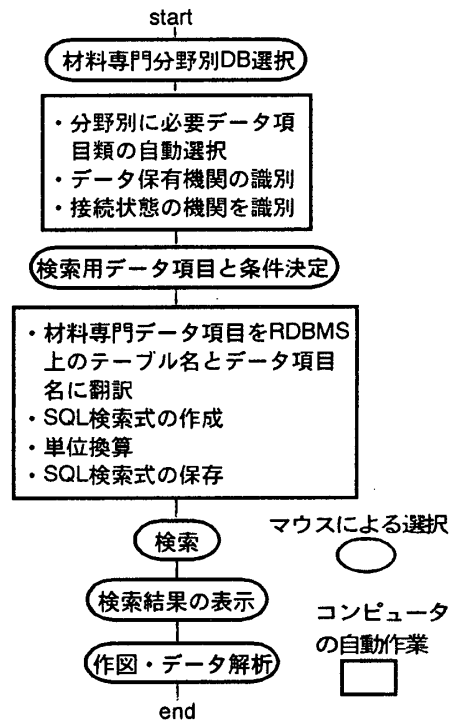 start
材料専門分野別DB選択
・分野別に必要データ項
目類の自動選択
・データ保有機関の識別
・接続状態の機関を識別
検索用データ項目と条件決定
・材料専門データ項目をRDBMS
上のテーブル名とデータ項目
名に翻訳
・SQL検索式の作成
・単位換算
・SQL検索式の保存
検索
マウスによる選択
検索結果の表示
コンピュータ
の自動作業
作図・データ解析
end